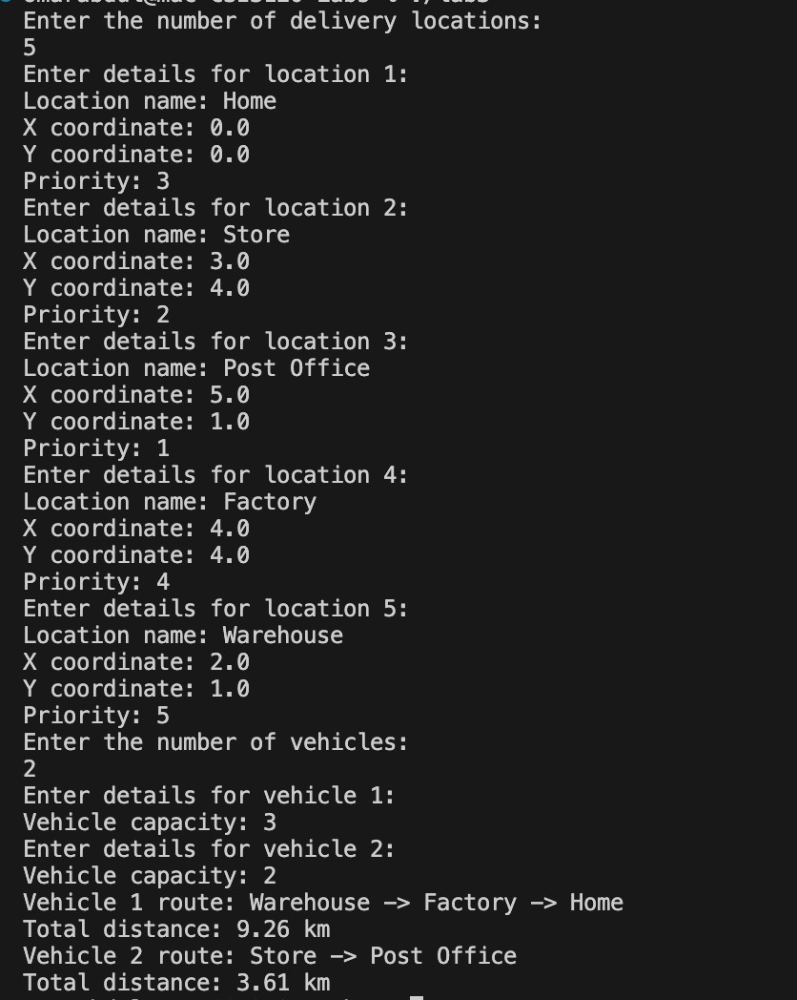 Enter the number of delivery locations:
5
Enter details for location 1:
Location name: Home
X coordinate: 0.0
Y coordinate: 0.0
Priority: 3
Enter details for location 2:
Location name: Store
X coordinate: 3.0
Y coordinate: 4.0
Priority: 2
Enter details for location 3:
Location name: Post Office
X coordinate: 5.0
Y coordinate: 1.0
Priority: 1
Enter details for location 4:
Location name: Factory
X coordinate: 4.0
Y coordinate: 4.0
Priority: 4
Enter details for location 5:
Location name: Warehouse
X coordinate: 2.0
Y coordinate: 1.0
Priority: 5
Enter the number of vehicles:
2
Enter details for vehicle 1:
Vehicle capacity: 3
Enter details for vehicle 2:
Vehicle capacity: 2
Vehicle 1 route: Warehouse -> Factory -> Home
Total distance: 9.26 km
Vehicle 2 route: Store -> Post Office
Total distance: 3.61 km